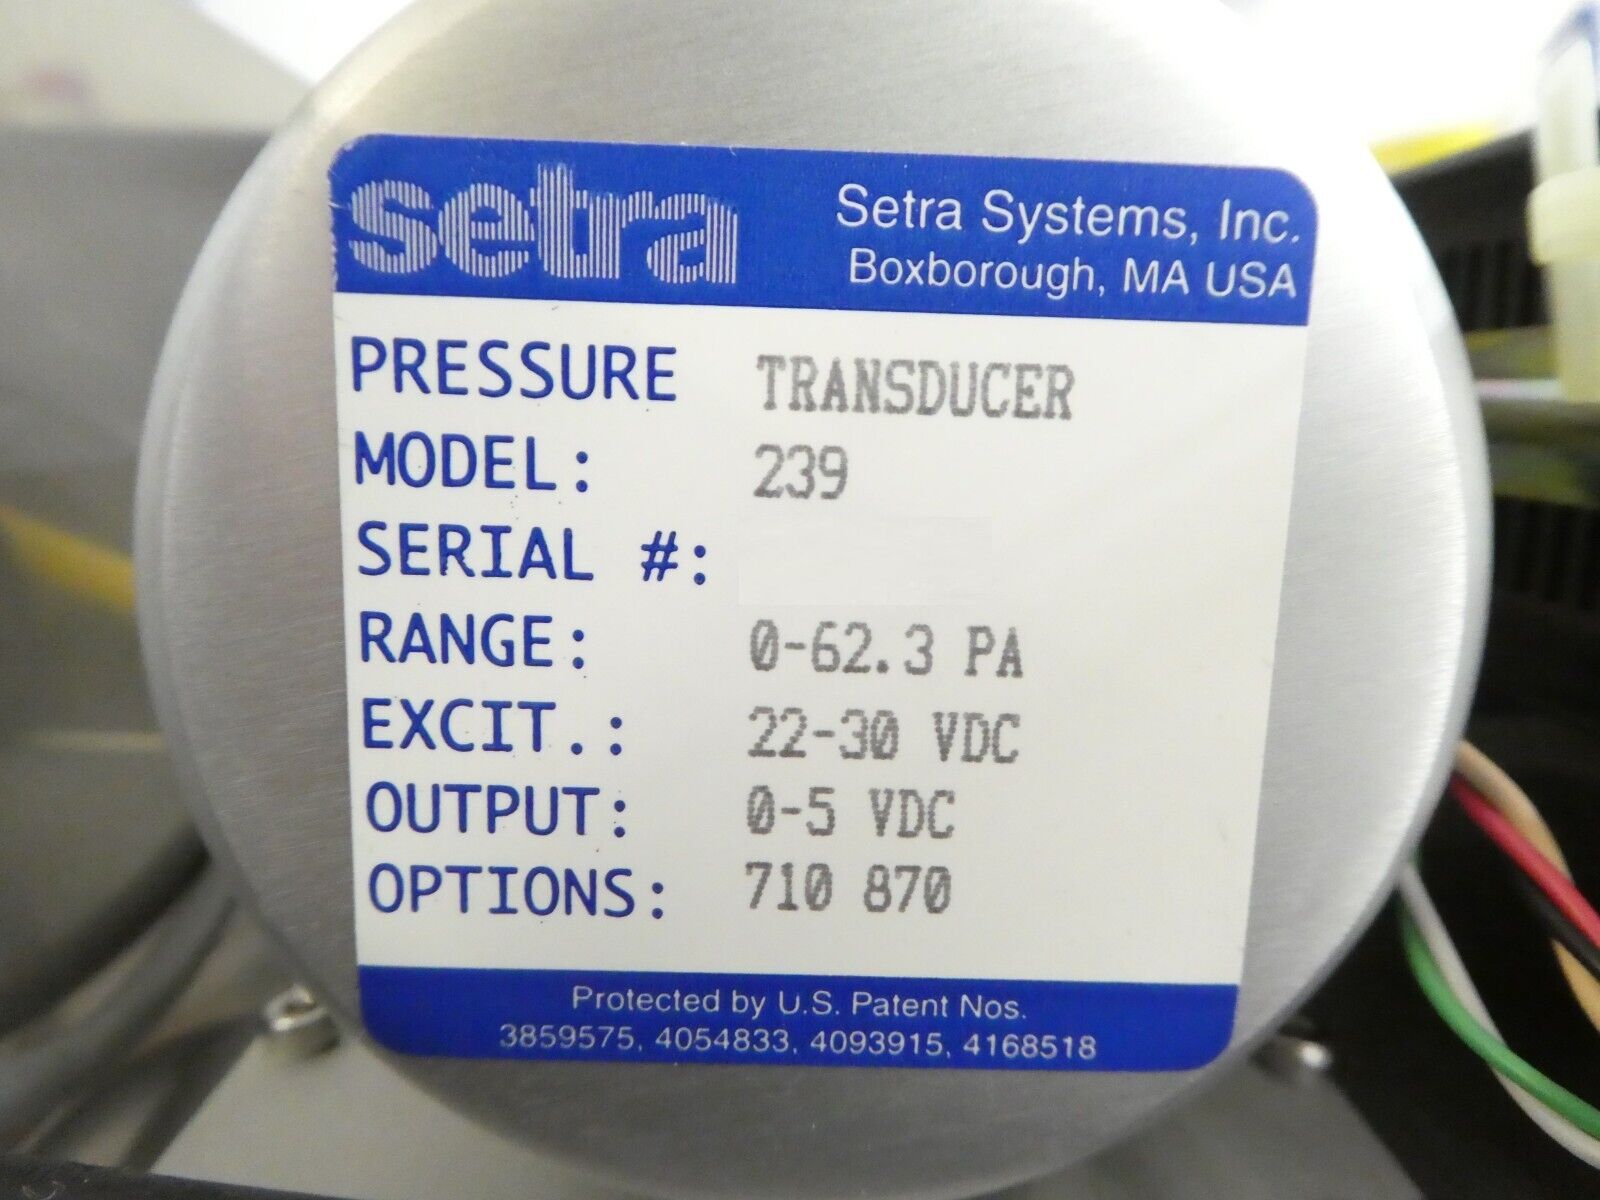 setra
Setra Systems, Inc.
Boxborough, MA USA
PRESSURE TRANSDUCER
MODEL: 239
SERIAL #:
RANGE: 0-62.3 PA
EXCIT.: 22-30 VDC
OUTPUT: 0-5 VDC
OPTIONS: 710 870
Protected by U.S. Patent Nos.
3859575, 4054833, 4093915, 4168518